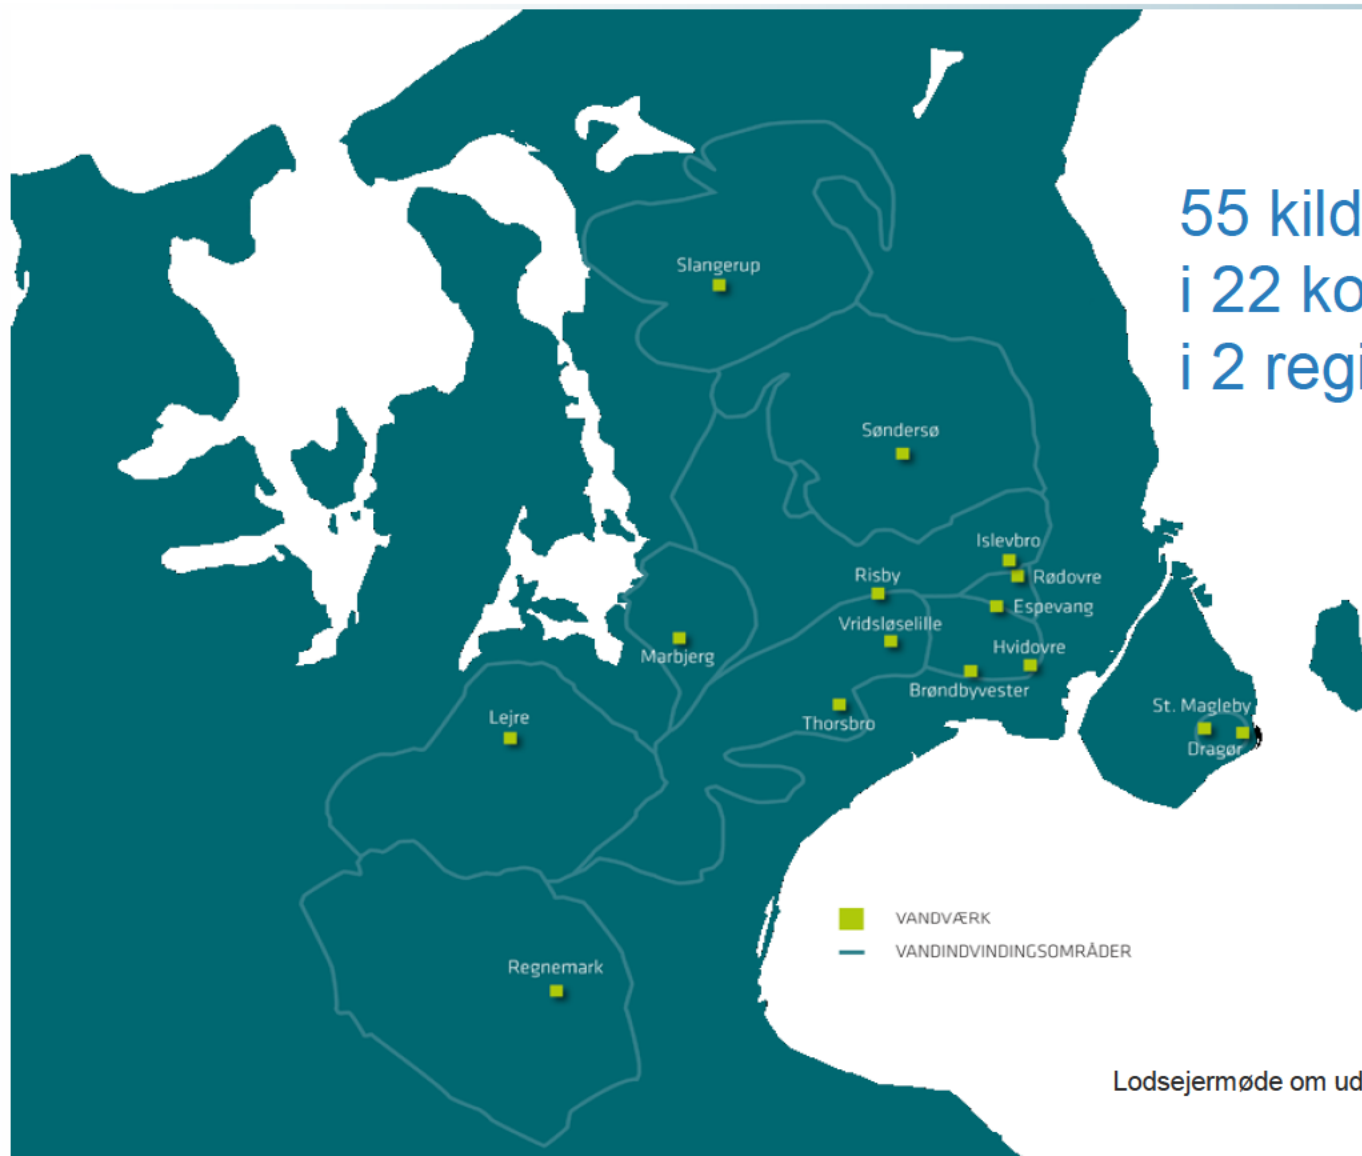 55 kild
i 22 ko
i 2 regi
Slangerup
Søndersø
Islevbro
Rødovre
Risby
Espevang
Vridsløselille
Hvidovre
Marbjerg
Brøndbyvester
St. Magleby
Lejre
Thorsbro
Dragør
VANDVÆRK
VANDINDVINDINGSOMRÅDER
Regnemark
Lodsejermøde om ud